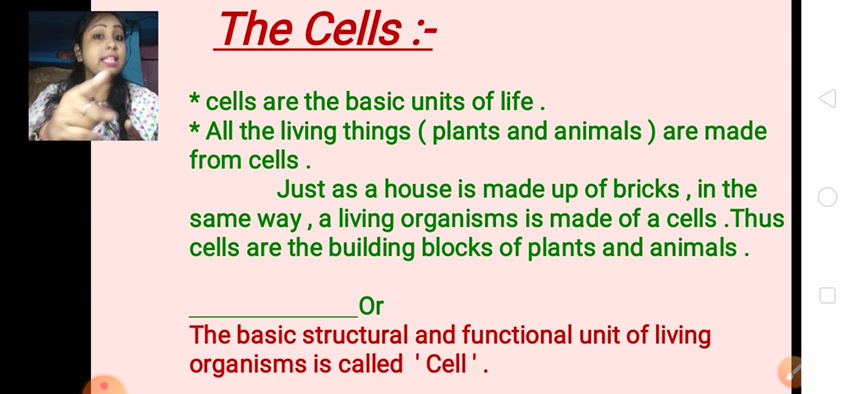 The Cells :-
* cells are the basic units of life .
* All the living things ( plants and animals ) are made
from cells .
Just as a house is made up of bricks , in the
same way , a living organisms is made of a cells .Thus
cells are the building blocks of plants and animals .
______________Or
The basic structural and functional unit of living
organisms is called ' Cell ' .